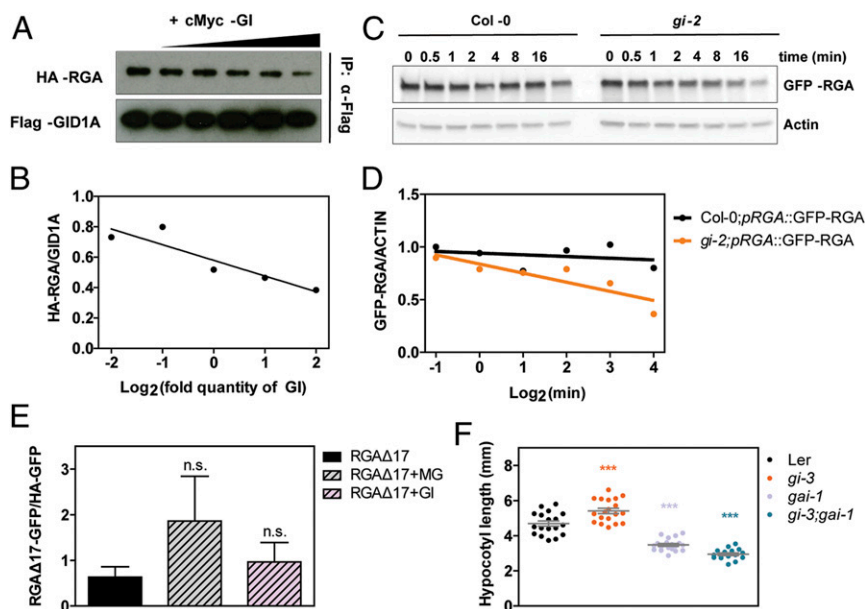 A
+ cMyc -GI
HA -RGA
Flag -GID1A
IP: α-Flag
B
HA-RGA/GID1A
1.0
0.8
0.6
0.4
0.2
0
-2 -1 0 1 2
Log2(fold quantity of GI)
C
Col -0 gi-2
0 0.5 1 2 4 8 16 0 0.5 1 2 4 8 16 time (min)
GFP -RGA
Actin
D
GFP-RGA/ACTIN
1.5
1.0
0.5
0.0
-1 0 1 2 3 4
Log2(min)
Col-0;pRGA::GFP-RGA
gi-2;pRGA::GFP-RGA
E
RGAΔ17-GFP/HA-GFP
3
2
1
0
n.s.
n.s.
RGAΔ17
RGAΔ17+MG
RGAΔ17+GI
F
Hypocotyl length (mm)
8
6
4
2
0
***
***
***
Ler
gi-3
gai-1
gi-3;gai-1